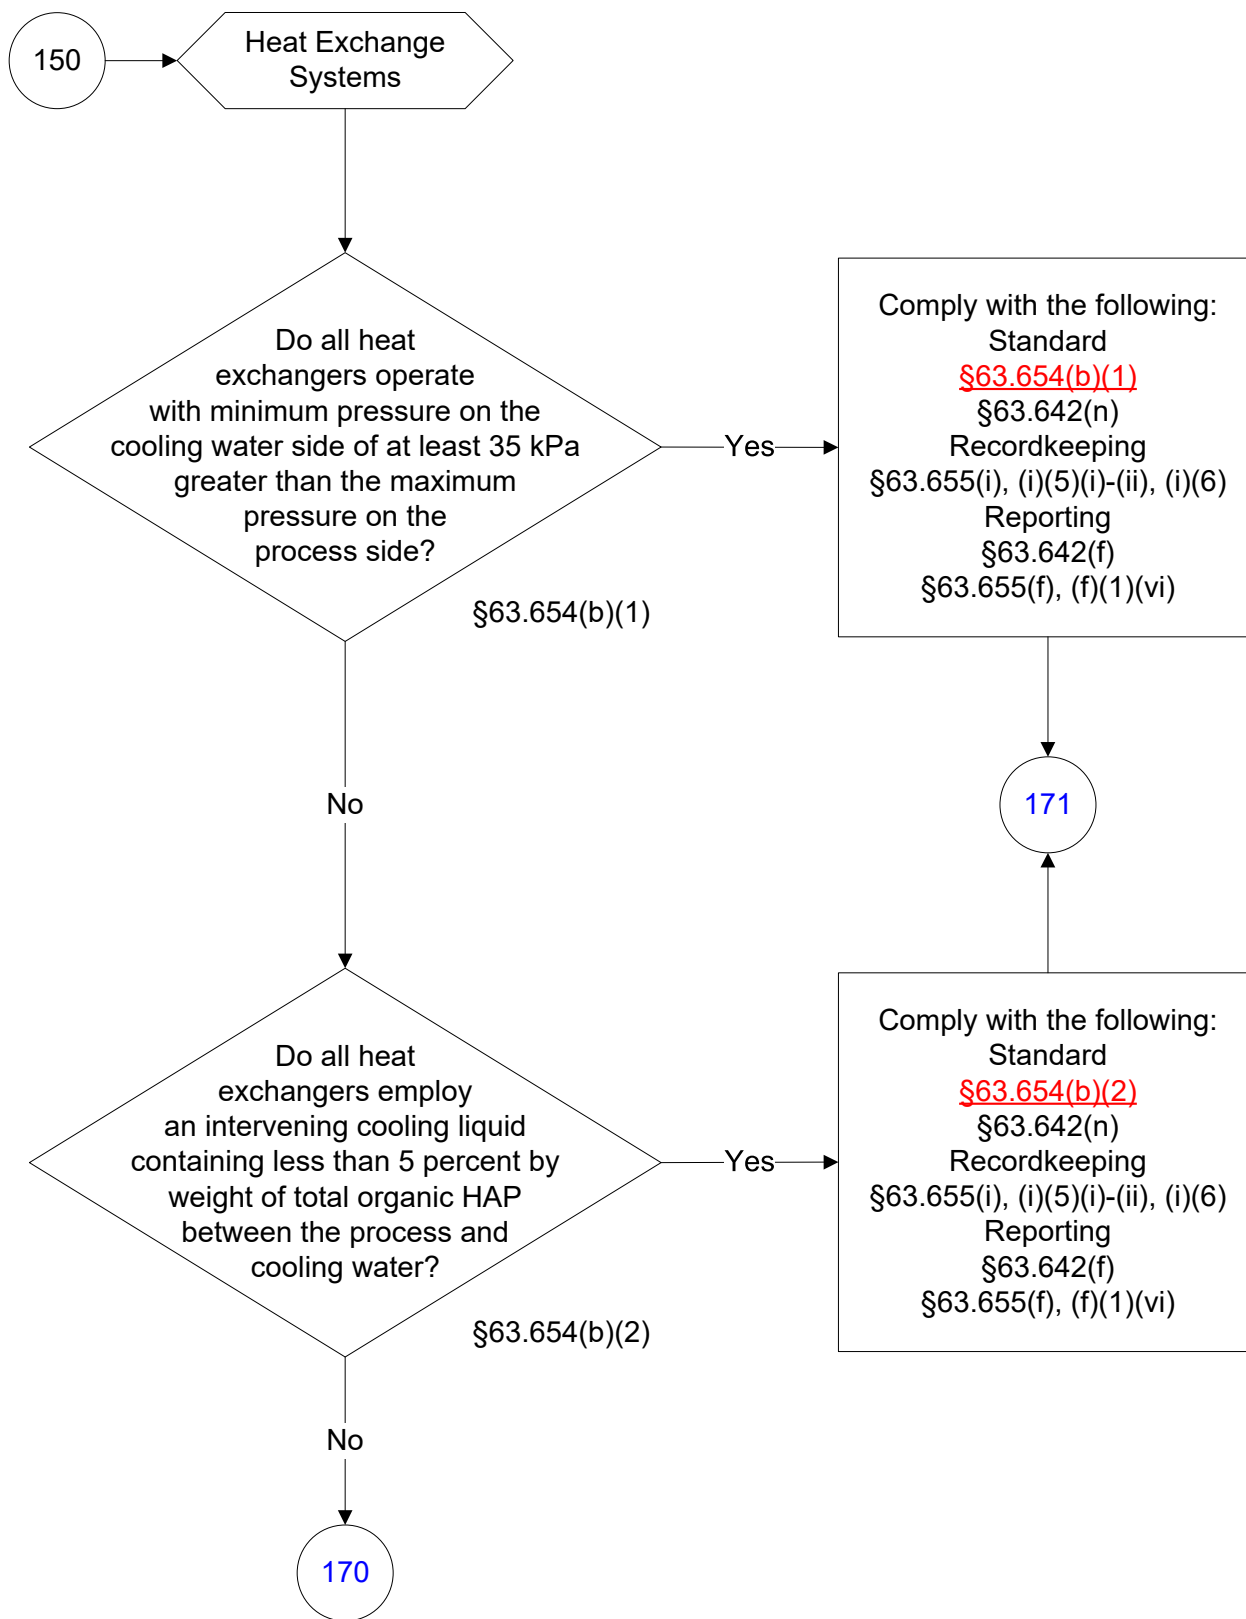 150
Heat Exchange
Systems
Do all heat
exchangers operate
with minimum pressure on the
cooling water side of at least 35 kPa
greater than the maximum
pressure on the
process side?
§63.654(b)(1)
Yes
Comply with the following:
Standard
§63.654(b)(1)
§63.642(n)
Recordkeeping
§63.655(i), (i)(5)(i)-(ii), (i)(6)
Reporting
§63.642(f)
§63.655(f), (f)(1)(vi)
No
171
Do all heat
exchangers employ
an intervening cooling liquid
containing less than 5 percent by
weight of total organic HAP
between the process and
cooling water?
§63.654(b)(2)
Yes
Comply with the following:
Standard
§63.654(b)(2)
§63.642(n)
Recordkeeping
§63.655(i), (i)(5)(i)-(ii), (i)(6)
Reporting
§63.642(f)
§63.655(f), (f)(1)(vi)
No
170